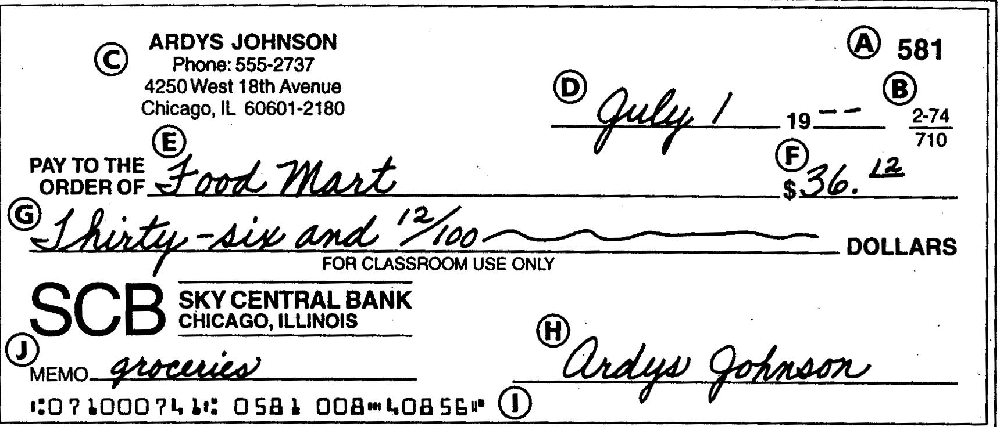 A 581
C ARDYS JOHNSON
Phone: 555-2737
4250 West 18th Avenue
Chicago, IL 60601-2180
D July 1 19 -- B 2-74
710
E
PAY TO THE
ORDER OF Food Mart F $ 36. 12
G Thirty-six and 12/100 DOLLARS
FOR CLASSROOM USE ONLY
SCB SKY CENTRAL BANK
CHICAGO, ILLINOIS
J MEMO groceries H Ardys Johnson
⑆071000741⑆ 0581 008⑉40856⑈ I